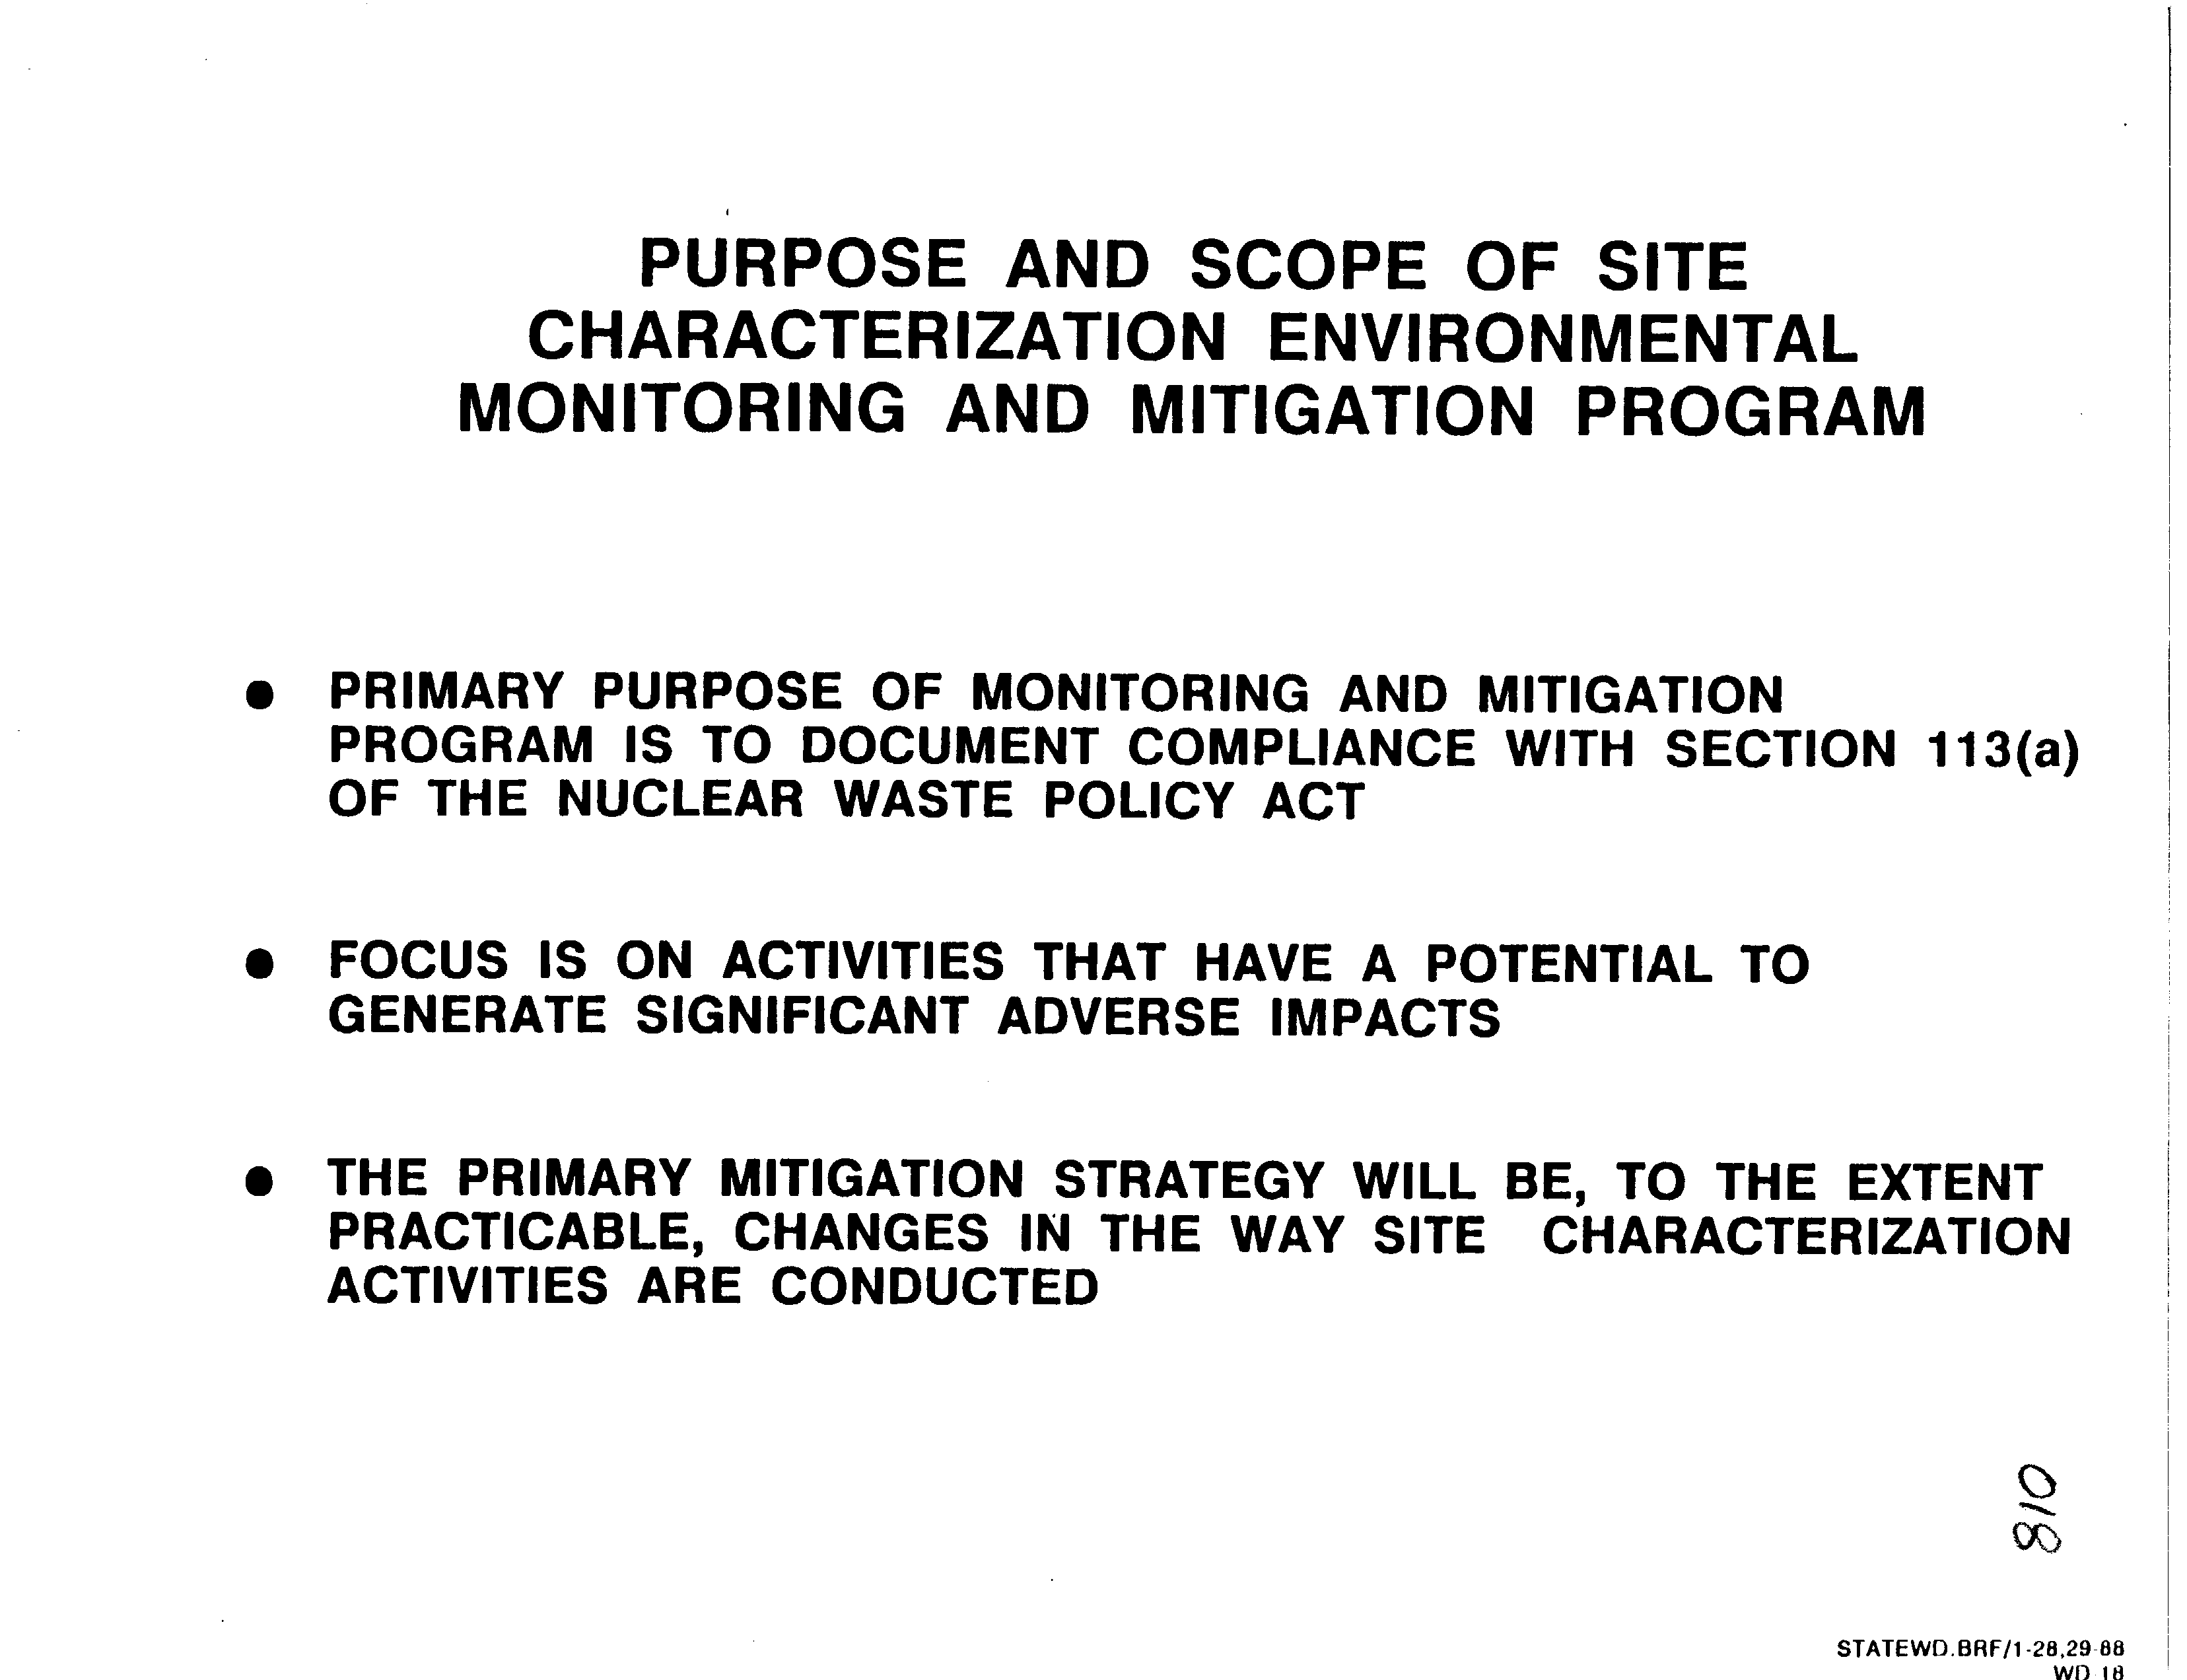 PURPOSE AND SCOPE OF SITE
CHARACTERIZATION ENVIRONMENTAL
MONITORING AND MITIGATION PROGRAM
● PRIMARY PURPOSE OF MONITORING AND MITIGATION
PROGRAM IS TO DOCUMENT COMPLIANCE WITH SECTION 113(a)
OF THE NUCLEAR WASTE POLICY ACT
● FOCUS IS ON ACTIVITIES THAT HAVE A POTENTIAL TO
GENERATE SIGNIFICANT ADVERSE IMPACTS
● THE PRIMARY MITIGATION STRATEGY WILL BE, TO THE EXTENT
PRACTICABLE, CHANGES IN THE WAY SITE CHARACTERIZATION
ACTIVITIES ARE CONDUCTED
810
STATEWD.BRF/1-28,29-88
WD-18